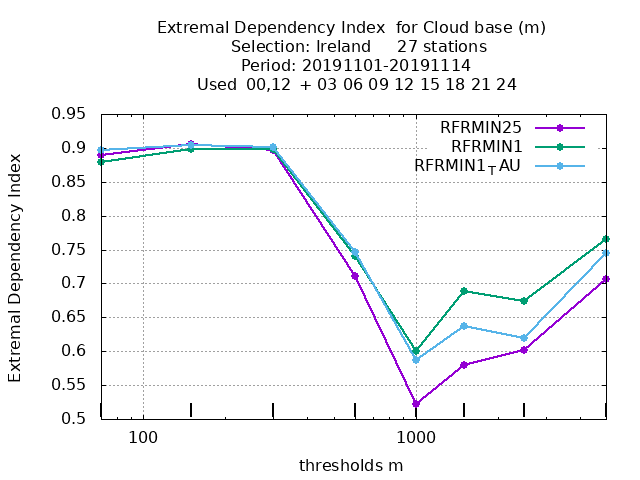 Extremal Dependency Index  for Cloud base (m)
Selection: Ireland     27 stations
Period: 20191101-20191114
Used  00,12  + 03 06 09 12 15 18 21 24
RFRMIN25
RFRMIN1
RFRMIN1TAU
0.95
0.9
0.85
0.8
0.75
0.7
0.65
0.6
0.55
0.5
Extremal Dependency Index
100
1000
thresholds m